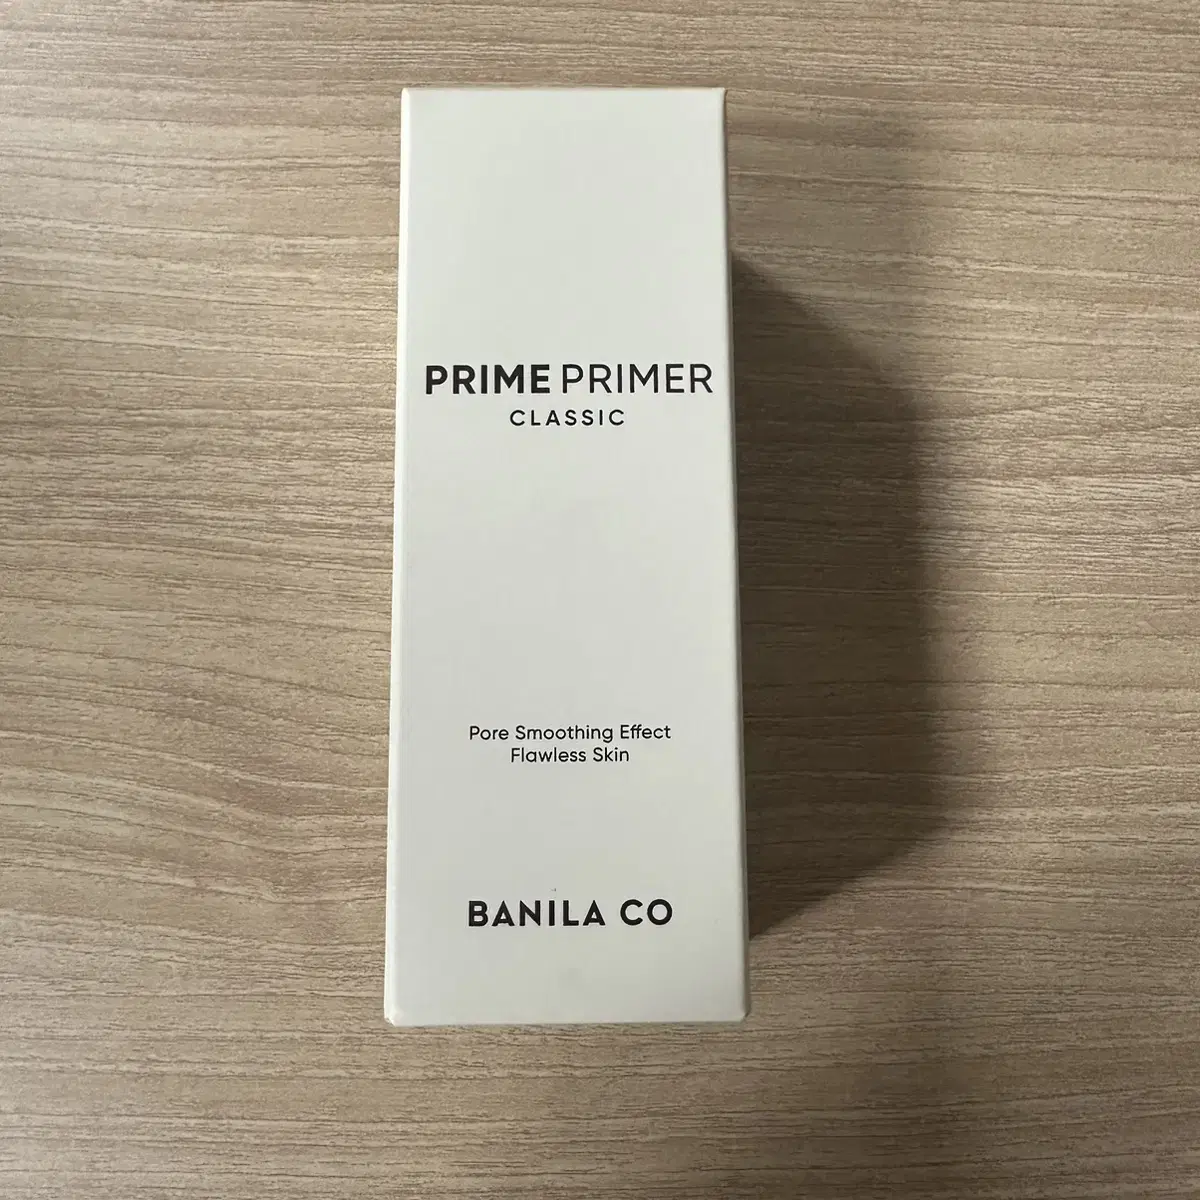 PRIME PRIMER
CLASSIC
Pore Smoothing Effect
Flawless Skin
BANILA CO